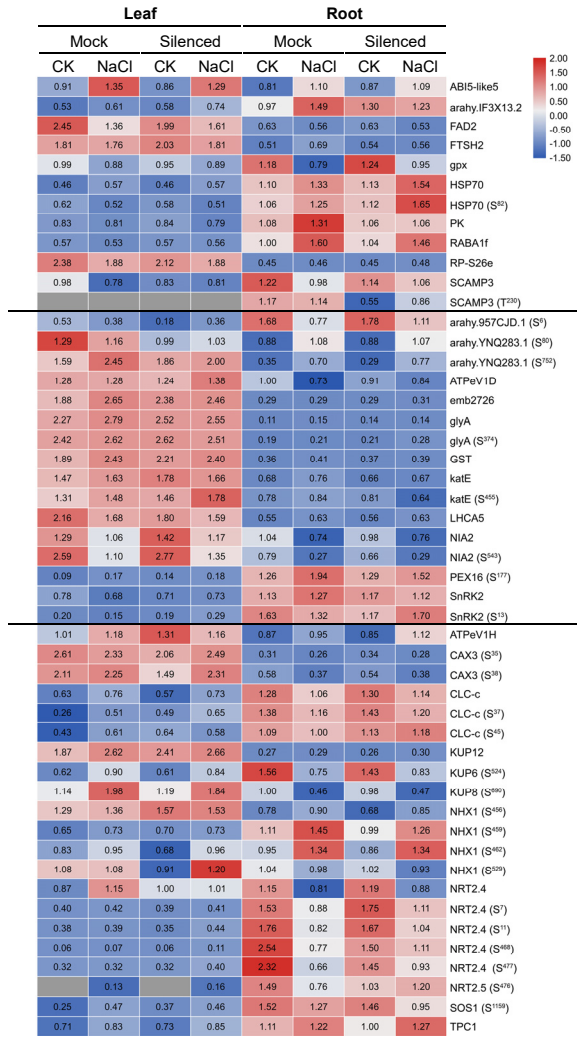 Leaf Root
Mock Silenced Mock Silenced
CK NaCl CK NaCl CK NaCl CK NaCl
2.00
1.50
1.00
0.50
0.00
-0.50
-1.00
-1.50
0.91 1.35 0.86 1.29 0.81 1.10 0.87 1.09 ABI5-like5
0.53 0.61 0.58 0.74 0.97 1.49 1.30 1.23 arahy.IF3X13.2
2.45 1.36 1.99 1.61 0.63 0.56 0.63 0.53 FAD2
1.81 1.76 2.03 1.81 0.51 0.69 0.54 0.56 FTSH2
0.99 0.88 0.95 0.89 1.18 0.79 1.24 0.95 gpx
0.46 0.57 0.46 0.57 1.10 1.33 1.13 1.54 HSP70
0.62 0.52 0.58 0.51 1.06 1.25 1.12 1.65 HSP70 (S82)
0.83 0.81 0.84 0.79 1.08 1.31 1.06 1.06 PK
0.57 0.53 0.57 0.56 1.00 1.60 1.04 1.46 RABA1f
2.38 1.88 2.12 1.88 0.45 0.46 0.45 0.48 RP-S26e
0.98 0.78 0.83 0.81 1.22 0.98 1.14 1.06 SCAMP3
1.17 1.14 0.55 0.86 SCAMP3 (T230)
0.53 0.38 0.18 0.36 1.68 0.77 1.78 1.11 arahy.957CJD.1 (S6)
1.29 1.16 0.99 1.03 0.88 1.08 0.88 1.07 arahy.YNQ283.1 (S80)
1.59 2.45 1.86 2.00 0.35 0.70 0.29 0.77 arahy.YNQ283.1 (S752)
1.28 1.28 1.24 1.38 1.00 0.73 0.91 0.84 ATPeV1D
1.88 2.65 2.38 2.46 0.29 0.29 0.29 0.31 emb2726
2.27 2.79 2.52 2.55 0.11 0.15 0.14 0.14 glyA
2.42 2.62 2.62 2.51 0.19 0.21 0.21 0.28 glyA (S374)
1.89 2.43 2.21 2.40 0.36 0.41 0.37 0.39 GST
1.47 1.63 1.78 1.66 0.68 0.76 0.66 0.67 katE
1.31 1.48 1.46 1.78 0.78 0.84 0.81 0.64 katE (S455)
2.16 1.68 1.80 1.59 0.55 0.63 0.56 0.63 LHCA5
1.29 1.06 1.42 1.17 1.04 0.74 0.98 0.76 NIA2
2.59 1.10 2.77 1.35 0.79 0.27 0.66 0.29 NIA2 (S543)
0.09 0.17 0.14 0.18 1.26 1.94 1.29 1.52 PEX16 (S177)
0.78 0.68 0.71 0.73 1.13 1.27 1.17 1.12 SnRK2
0.20 0.15 0.19 0.29 1.63 1.32 1.17 1.70 SnRK2 (S13)
1.01 1.18 1.31 1.16 0.87 0.95 0.85 1.12 ATPeV1H
2.61 2.33 2.06 2.49 0.31 0.26 0.34 0.28 CAX3 (S35)
2.11 2.25 1.49 2.31 0.58 0.37 0.54 0.38 CAX3 (S38)
0.63 0.76 0.57 0.73 1.28 1.06 1.30 1.14 CLC-c
0.26 0.51 0.49 0.65 1.38 1.16 1.43 1.20 CLC-c (S37)
0.43 0.61 0.64 0.58 1.09 1.00 1.13 1.18 CLC-c (S45)
1.87 2.62 2.41 2.66 0.27 0.29 0.26 0.30 KUP12
0.62 0.90 0.61 0.84 1.56 0.75 1.43 0.83 KUP6 (S524)
1.14 1.98 1.19 1.84 1.00 0.46 0.98 0.47 KUP8 (S690)
1.29 1.36 1.57 1.53 0.78 0.90 0.68 0.85 NHX1 (S456)
0.65 0.73 0.70 0.73 1.11 1.45 0.99 1.26 NHX1 (S459)
0.83 0.95 0.68 0.96 0.95 1.34 0.86 1.34 NHX1 (S462)
1.08 1.08 0.91 1.20 1.04 0.98 1.02 0.93 NHX1 (S529)
0.87 1.15 1.00 1.01 1.15 0.81 1.19 0.88 NRT2.4
0.40 0.42 0.39 0.41 1.53 0.88 1.75 1.11 NRT2.4 (S7)
0.38 0.39 0.35 0.44 1.76 0.82 1.67 1.04 NRT2.4 (S11)
0.06 0.07 0.06 0.11 2.54 0.77 1.50 1.11 NRT2.4 (S468)
0.32 0.32 0.32 0.40 2.32 0.66 1.45 0.93 NRT2.4 (S477)
0.13 0.16 1.49 0.76 1.03 1.20 NRT2.5 (S476)
0.25 0.47 0.37 0.46 1.52 1.27 1.46 0.95 SOS1 (S1159)
0.71 0.83 0.73 0.85 1.11 1.22 1.00 1.27 TPC1